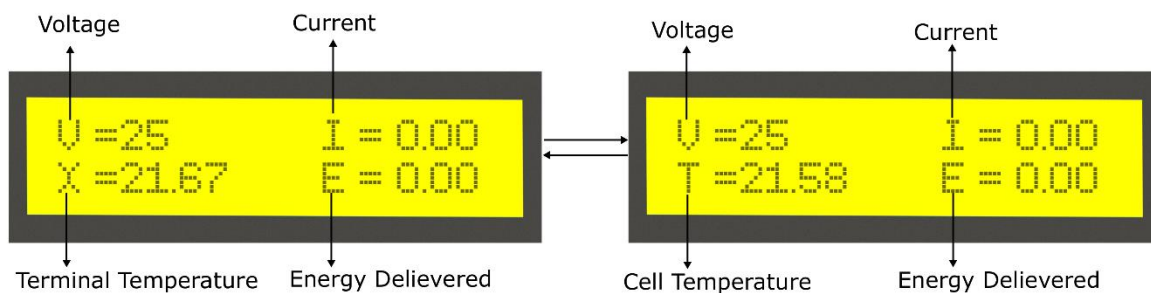 Voltage Current
V =25 I = 0.00
X =21.67 E = 0.00
Terminal Temperature Energy Delievered
Voltage Current
V =25 I = 0.00
T =21.58 E = 0.00
Cell Temperature Energy Delievered